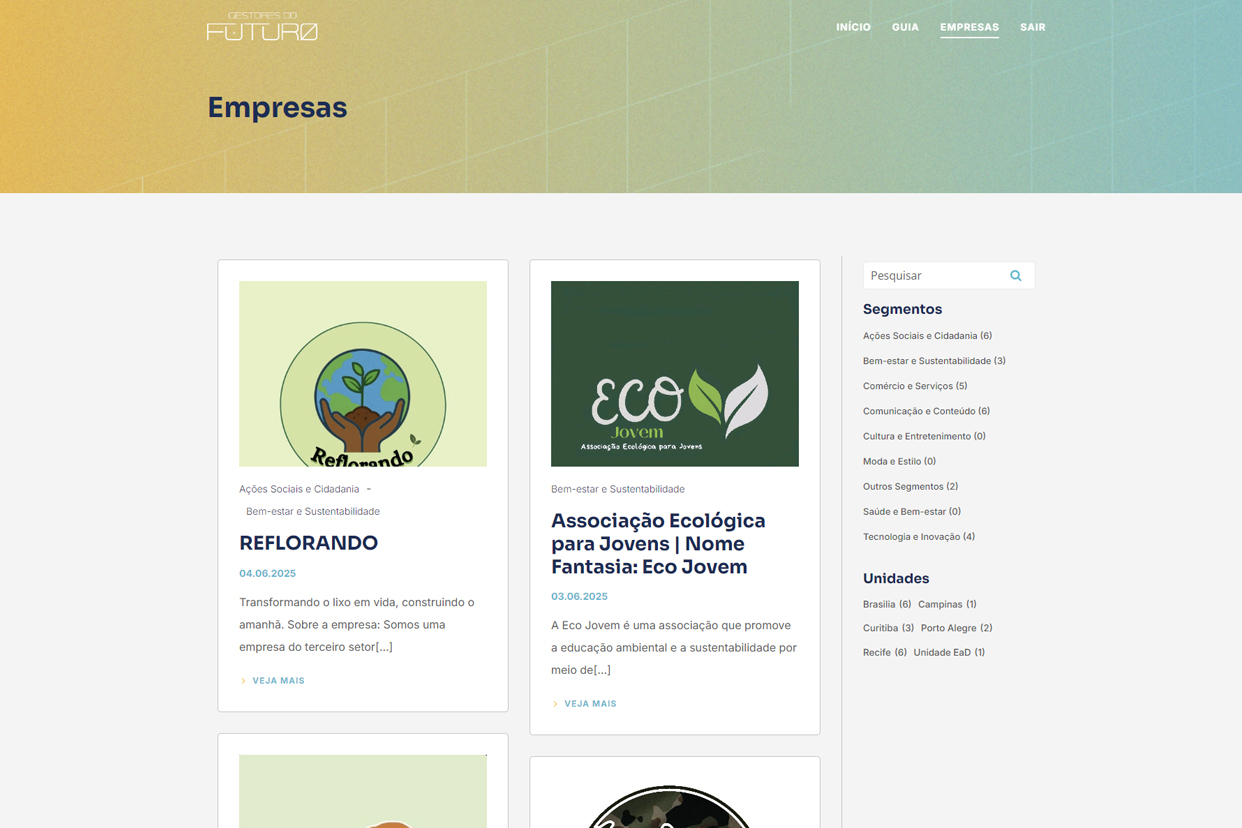 GESTORES DO
FUTURO
INÍCIO GUIA EMPRESAS SAIR
Empresas
Reflorando
Ações Sociais e Cidadania -
Bem-estar e Sustentabilidade
REFLORANDO
04.06.2025
Transformando o lixo em vida, construindo o
amanhã. Sobre a empresa: Somos uma
empresa do terceiro setor[...]
VEJA MAIS
ECO
Jovem
Associação Ecológica para Jovens
Bem-estar e Sustentabilidade
Associação Ecológica
para Jovens | Nome
Fantasia: Eco Jovem
03.06.2025
A Eco Jovem é uma associação que promove
a educação ambiental e a sustentabilidade por
meio de[...]
VEJA MAIS
Pesquisar
Segmentos
Ações Sociais e Cidadania (6)
Bem-estar e Sustentabilidade (3)
Comércio e Serviços (5)
Comunicação e Conteúdo (6)
Cultura e Entretenimento (0)
Moda e Estilo (0)
Outros Segmentos (2)
Saúde e Bem-estar (0)
Tecnologia e Inovação (4)
Unidades
Brasilia (6) Campinas (1)
Curitiba (3) Porto Alegre (2)
Recife (6) Unidade EaD (1)